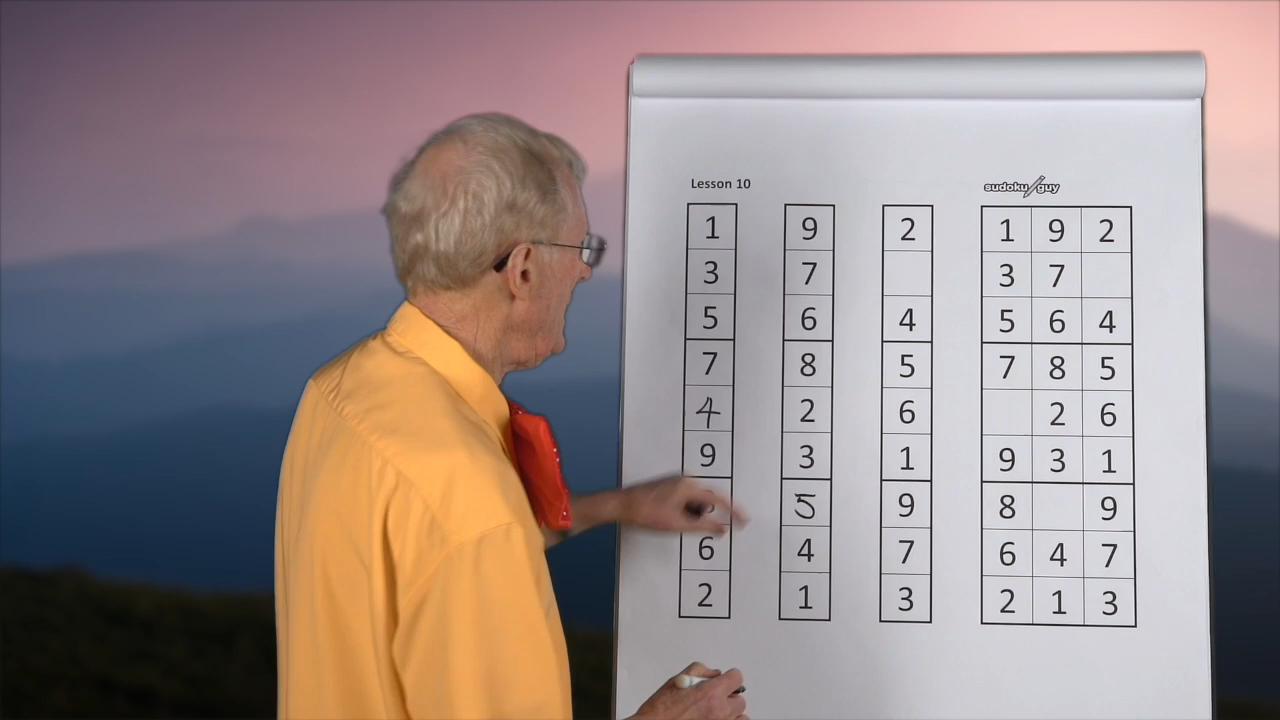 Lesson 10 sudoku guy
1 9 2 1 9 2
3 7 3 7
5 6 4 5 6 4
7 8 5 7 8 5
4 2 6 2 6
9 3 1 9 3 1
5 9 8 9
6 4 7 6 4 7
2 1 3 2 1 3